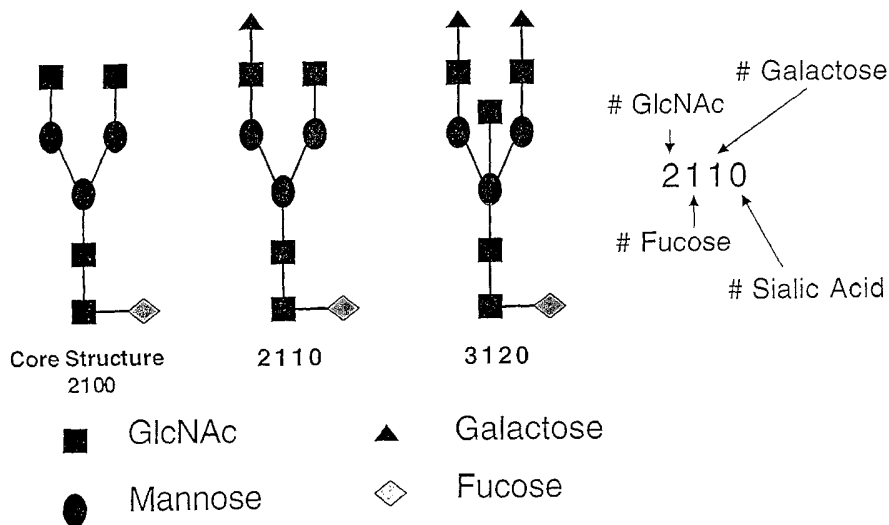 # Galactose
# GlcNAc
2110
# Fucose
# Sialic Acid
Core Structure
2100
2110
3120
GlcNAc
Galactose
Mannose
Fucose